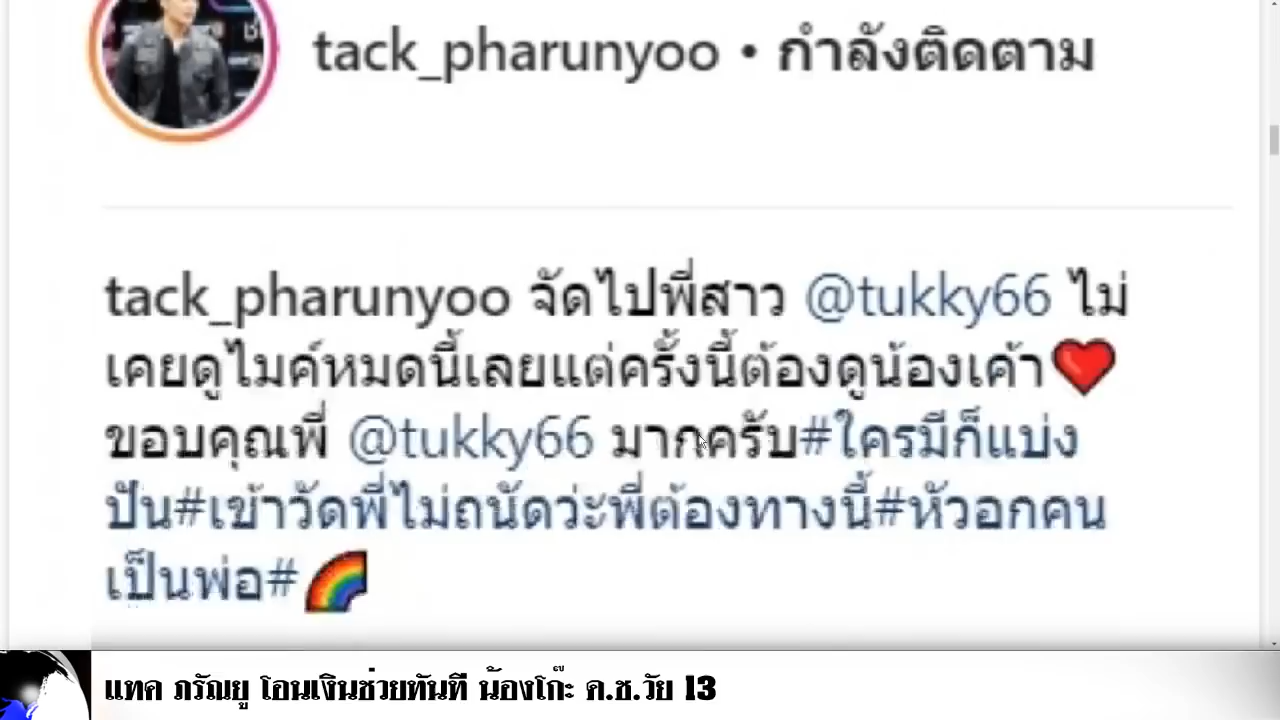 tack_pharunyoo • กำลังติดตาม
tack_pharunyoo จัดไปพี่สาว @tukky66 ไม่
เคยดูไมค์หมดนี้เลยแต่ครั้งนี้ต้องดูน้องเค้า❤️
ขอบคุณพี่ @tukky66 มากครับ#ใครมีก็แบ่ง
ปัน#เข้าวัดพี่ไม่ถนัดว่ะพี่ต้องทางนี้#หัวอกคน
เป็นพ่อ#🌈
แทค ภรัณยู โอนเงินช่วยทันที น้องโก๊ะ ด.ช.วัย 13